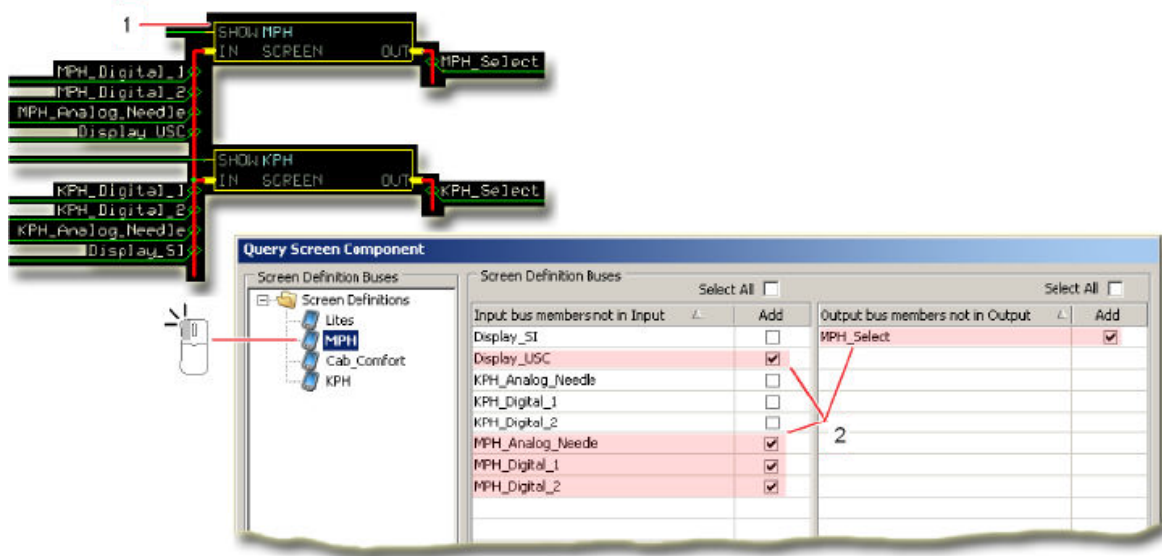 1
SHOW MPH
IN SCREEN OUT
MPH_Select
MPH_Digital_1
MPH_Digital_2
MPH_Analog_Needle
Display_USC
SHOW KPH
IN SCREEN OUT
KPH_Select
KPH_Digital_1
KPH_Digital_2
KPH_Analog_Needle
Display_SI
Query Screen Component
Screen Definition Buses
Screen Definitions
Lites
MPH
Cab_Comfort
KPH
Screen Definition Buses
Select All Select All
Input bus members not in Input Add Output bus members not in Output Add
Display_SI MPH_Select
Display_USC
KPH_Analog_Needle
KPH_Digital_1
KPH_Digital_2
MPH_Analog_Neede
MPH_Digital_1
MPH_Digital_2
2